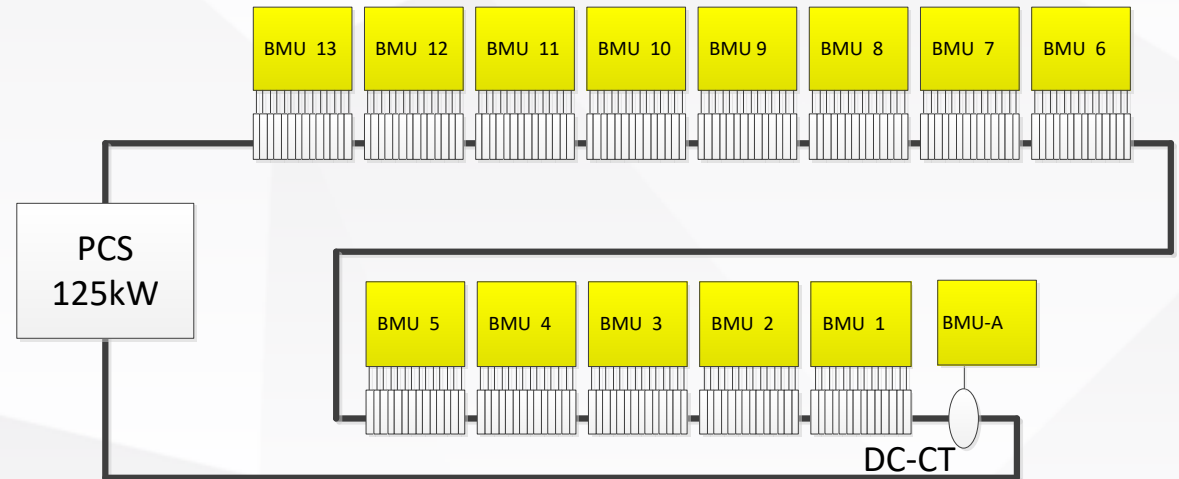 BMU 13
BMU 12
BMU 11
BMU 10
BMU 9
BMU 8
BMU 7
BMU 6
PCS
125kW
BMU 5
BMU 4
BMU 3
BMU 2
BMU 1
BMU-A
DC-CT